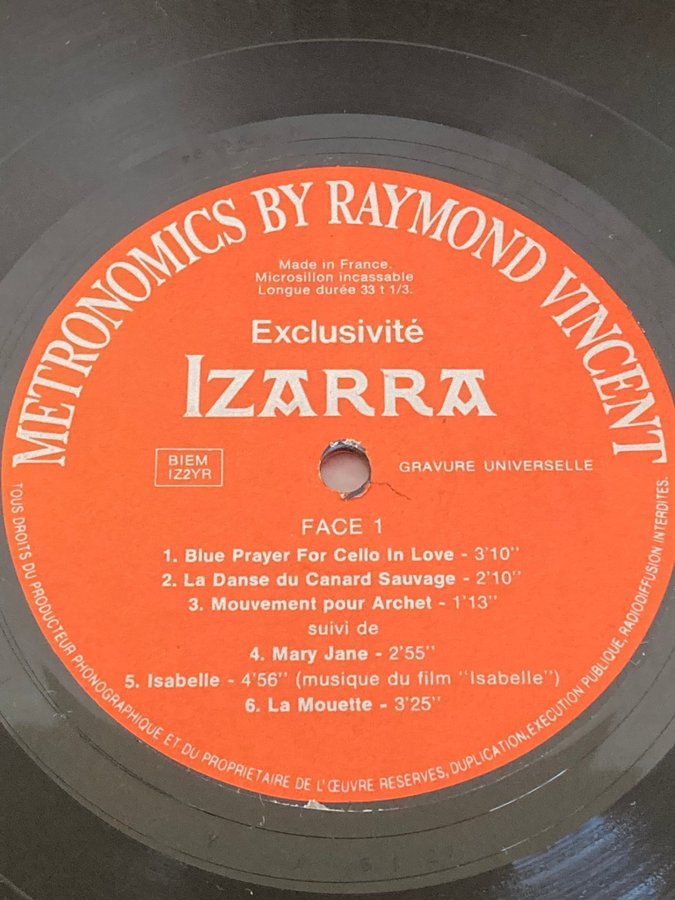 METRONOMICS BY RAYMOND VINCENT
Made in France.
Microsillon incassable
Longue durée 33 t 1/3.
Exclusivité
IZARRA
BIEM
IZ2YR
GRAVURE UNIVERSELLE
FACE 1
1. Blue Prayer For Cello In Love - 3'10''
2. La Danse du Canard Sauvage - 2'10''
3. Mouvement pour Archet - 1'13''
suivi de
4. Mary Jane - 2'55''
5. Isabelle - 4'56'' (musique du film "Isabelle")
6. La Mouette - 3'25''
TOUS DROITS DU PRODUCTEUR PHONOGRAPHIQUE ET DU PROPRIETAIRE DE L'ŒUVRE RESERVES, DUPLICATION, EXECUTION PUBLIQUE, RADIODIFFUSION INTERDITES.